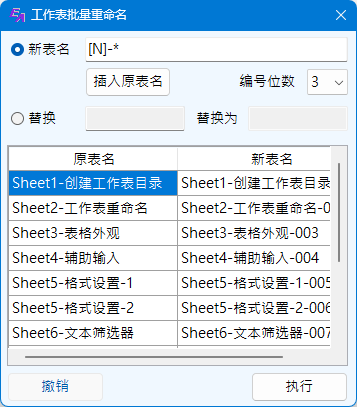 工作表批量重命名
新表名 [N]-*
插入原表名 编号位数 3
替换 替换为
原表名 新表名
Sheet1-创建工作表目录 Sheet1-创建工作表目录
Sheet2-工作表重命名 Sheet2-工作表重命名-0
Sheet3-表格外观 Sheet3-表格外观-003
Sheet4-辅助输入 Sheet4-辅助输入-004
Sheet5-格式设置-1 Sheet5-格式设置-1-005
Sheet5-格式设置-2 Sheet5-格式设置-2-006
Sheet6-文本筛选器 Sheet6-文本筛选器-007
撤销 执行